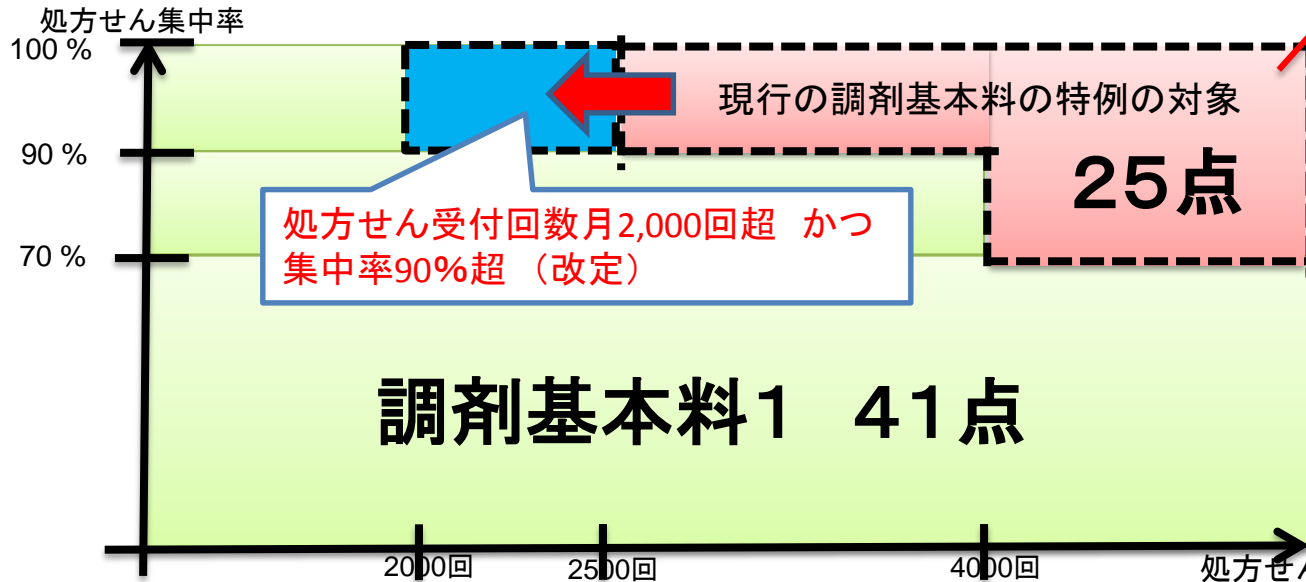 処方せん集中率
100 %
現行の調剤基本料の特例の対象
90 %
25点
処方せん受付回数月2,000回超 かつ
集中率90%超 （改定）
70 %
調剤基本料１ 41点
2000回
2500回
4000回
処方せん